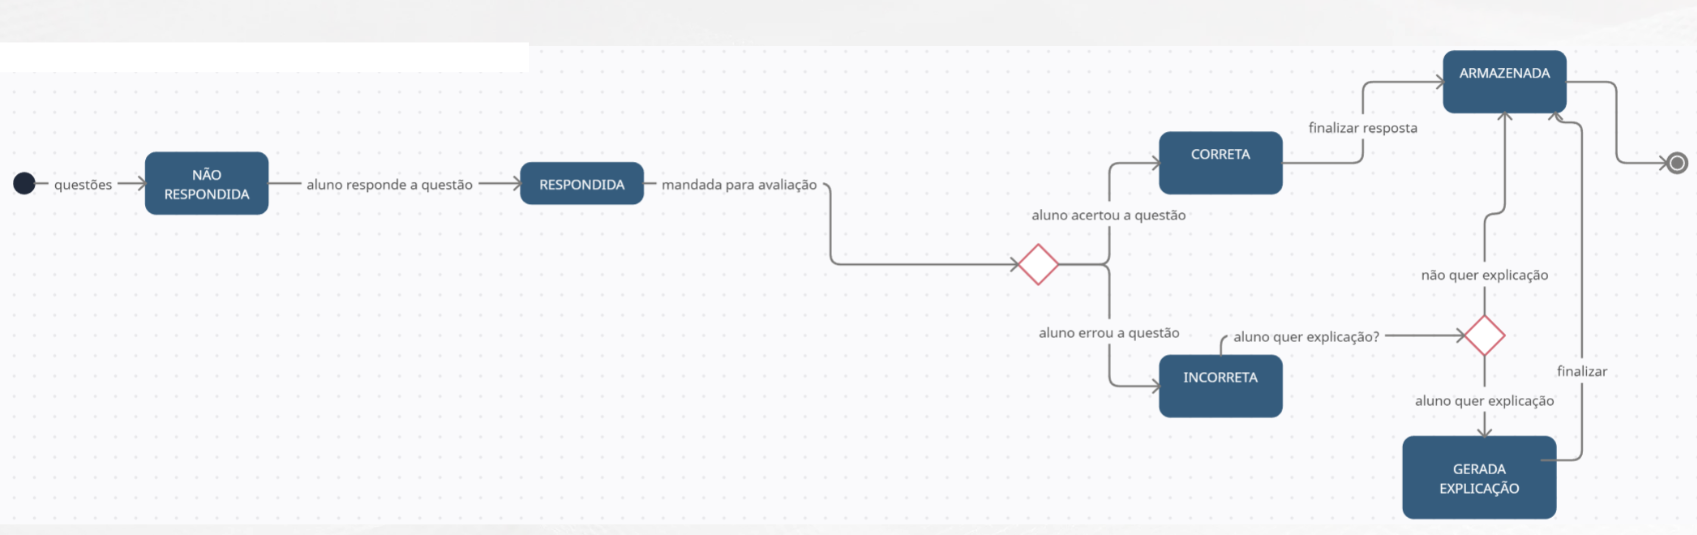 questões
NÃO
RESPONDIDA
aluno responde a questão
RESPONDIDA
mandada para avaliação
aluno acertou a questão
CORRETA
finalizar resposta
ARMAZENADA
aluno errou a questão
INCORRETA
aluno quer explicação?
não quer explicação
aluno quer explicação
GERADA
EXPLICAÇÃO
finalizar